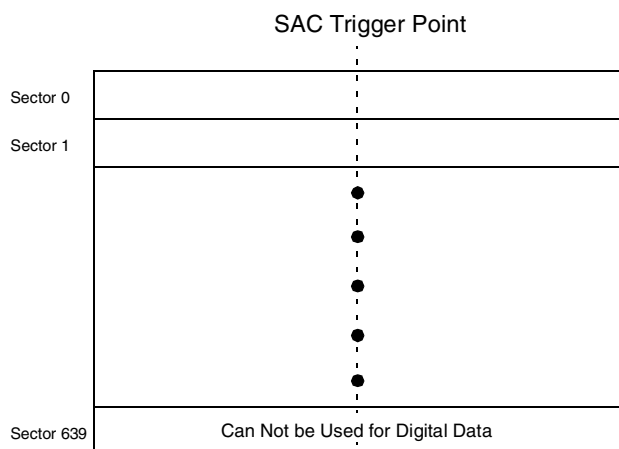 SAC Trigger Point
Sector 0
Sector 1
Sector 639
Can Not be Used for Digital Data